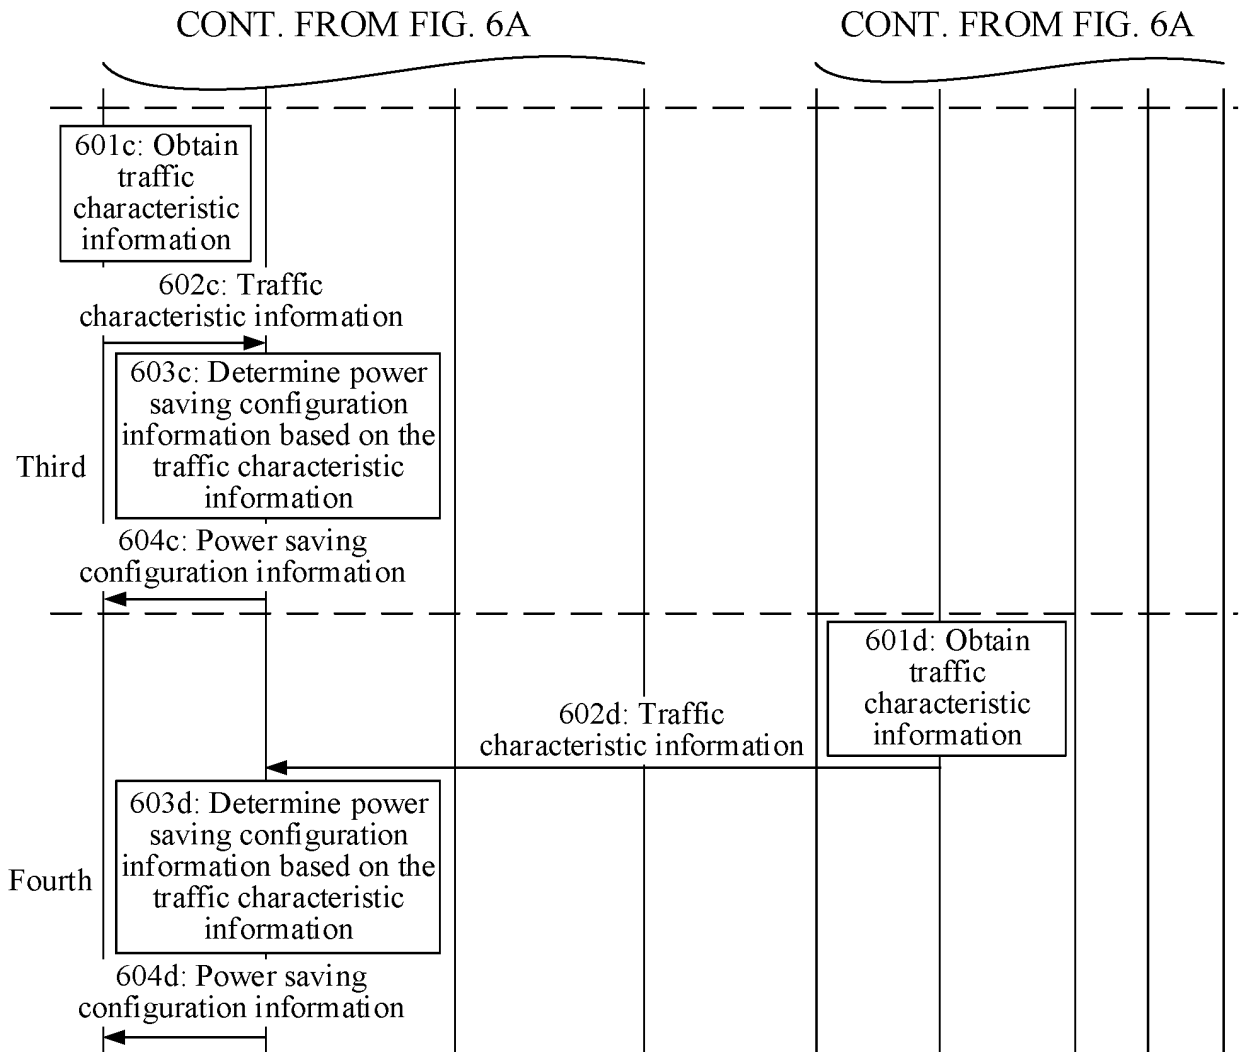 CONT. FROM FIG. 6A
CONT. FROM FIG. 6A
601c: Obtain
traffic
characteristic
information
602c: Traffic
characteristic information
603c: Determine power
saving configuration
information based on the
traffic characteristic
information
Third
604c: Power saving
configuration information
601d: Obtain
traffic
characteristic
information
602d: Traffic
characteristic information
603d: Determine power
saving configuration
information based on the
traffic characteristic
information
Fourth
604d: Power saving
configuration information